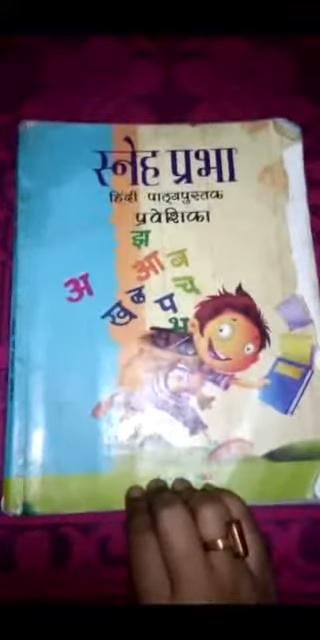 स्नेह प्रभा
हिंदी पाठ्यपुस्तक
प्रवेशिका
झ
आ ब
अ
च
ख ब प
भ